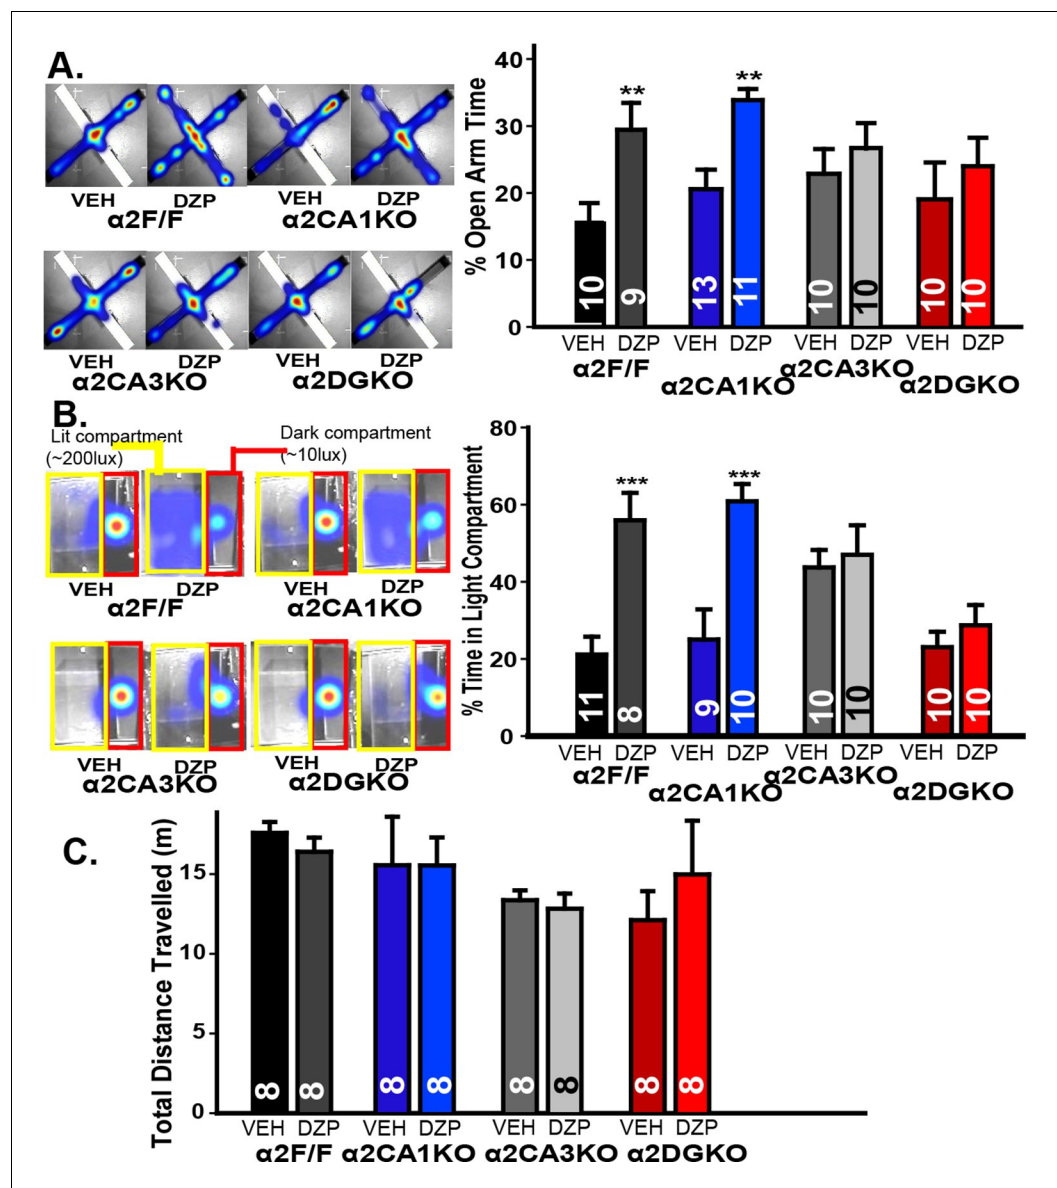 A.
VEH DZP
α2F/F
VEH DZP
α2CA1KO
VEH DZP
α2CA3KO
VEH DZP
α2DGKO
% Open Arm Time
40
30
20
10
0
10
9
13
11
10
10
10
10
**
**
VEH DZP VEH DZP VEH DZP VEH DZP
α2F/F α2CA1KO α2CA3KO α2DGKO
B.
Lit compartment
(~200lux)
Dark compartment
(~10lux)
VEH DZP
α2F/F
VEH DZP
α2CA1KO
VEH DZP
α2CA3KO
VEH DZP
α2DGKO
% Time in Light Compartment
80
60
40
20
0
***
***
11
8
9
10
10
10
10
10
VEH DZP VEH DZP VEH DZP VEH DZP
α2F/F α2CA1KO α2CA3KO α2DGKO
C.
Total Distance Travelled (m)
15
10
5
0
8
8
8
8
8
8
8
8
VEH DZP VEH DZP VEH DZP VEH DZP
α2F/F α2CA1KO α2CA3KO α2DGKO